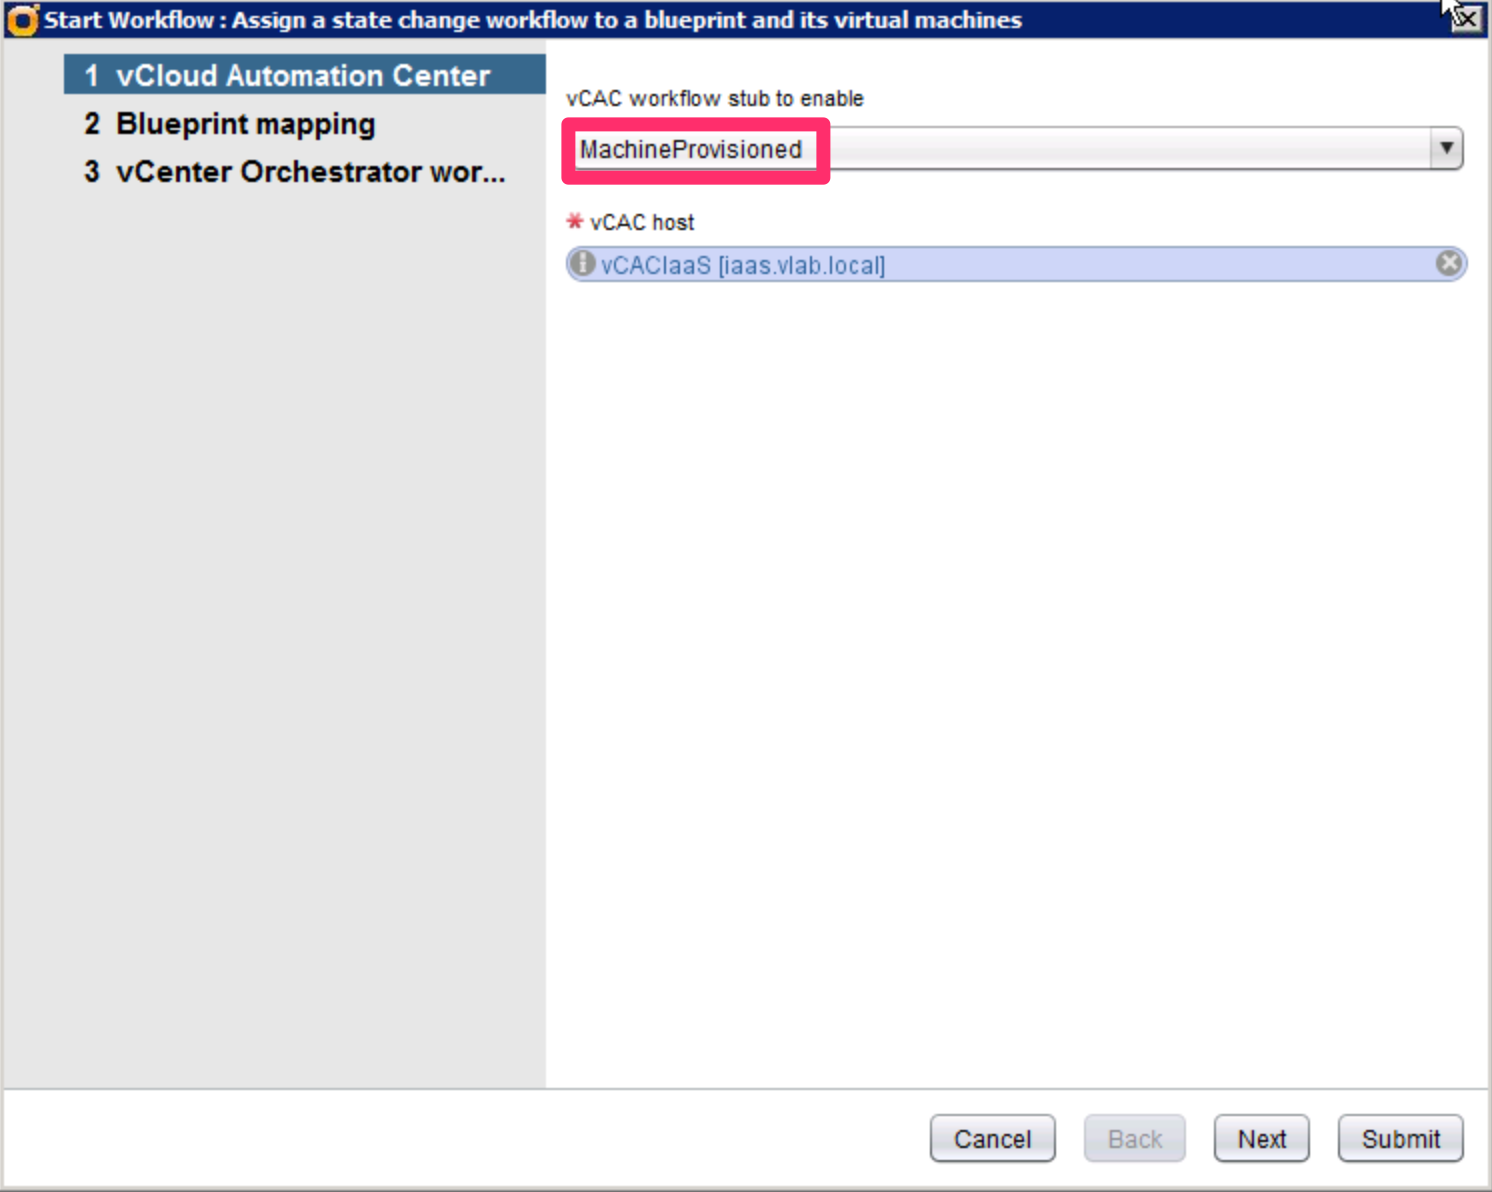 Start Workflow : Assign a state change workflow to a blueprint and its virtual machines
1 vCloud Automation Center
2 Blueprint mapping
3 vCenter Orchestrator wor...
vCAC workflow stub to enable
MachineProvisioned
* vCAC host
vCACIaaS [iaas.vlab.local]
Cancel
Back
Next
Submit